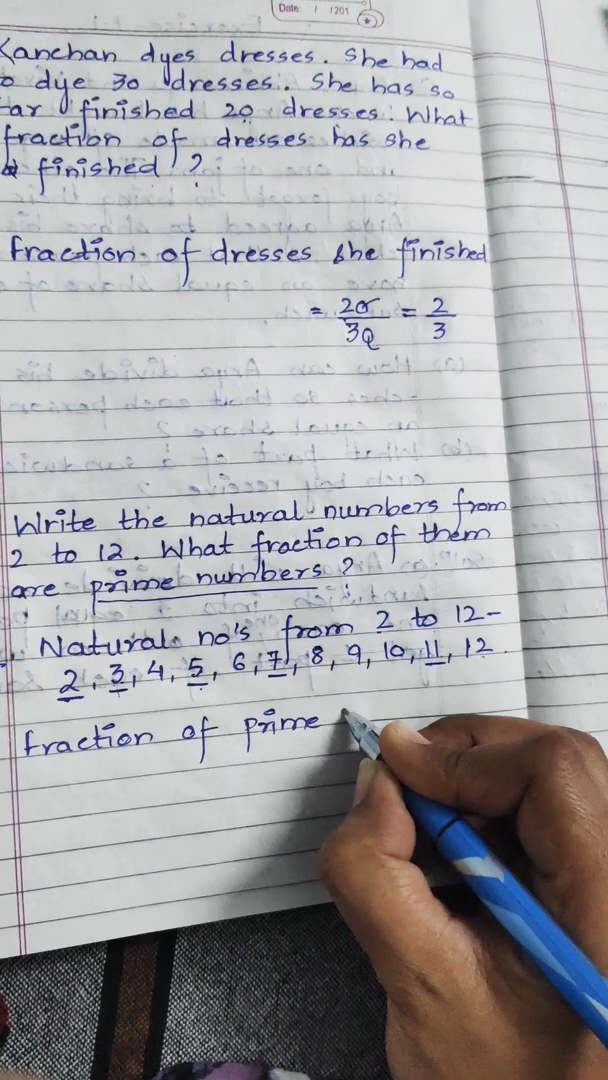 Date / /201
Kanchan dyes dresses. She had
to dye 30 dresses. She has so
far finished 20 dresses. What
fraction of dresses has she
finished ?
fraction of dresses she finished
= 20/30 = 2/3
Write the natural numbers from
2 to 12. What fraction of them
are prime numbers ?
Natural no's from 2 to 12-
2, 3, 4, 5, 6, 7, 8, 9, 10, 11, 12.
fraction of prime